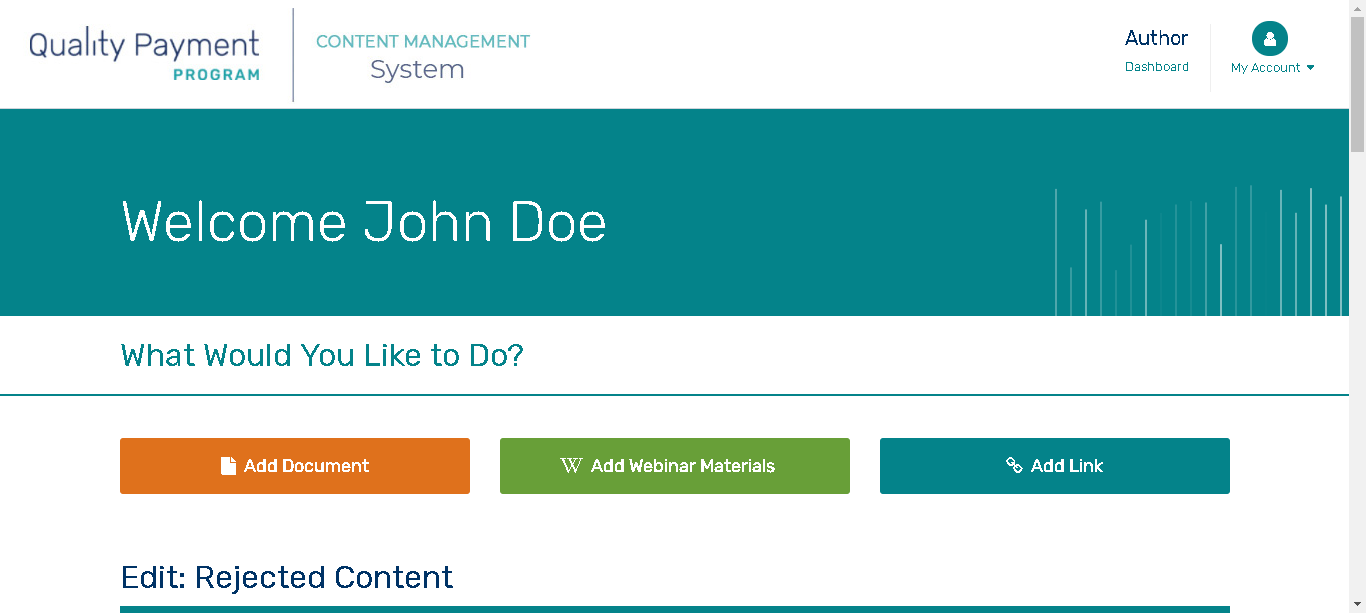 Quality Payment
PROGRAM
CONTENT MANAGEMENT
System
Author
Dashboard
My Account
Welcome John Doe
What Would You Like to Do?
Add Document
Add Webinar Materials
Add Link
Edit: Rejected Content